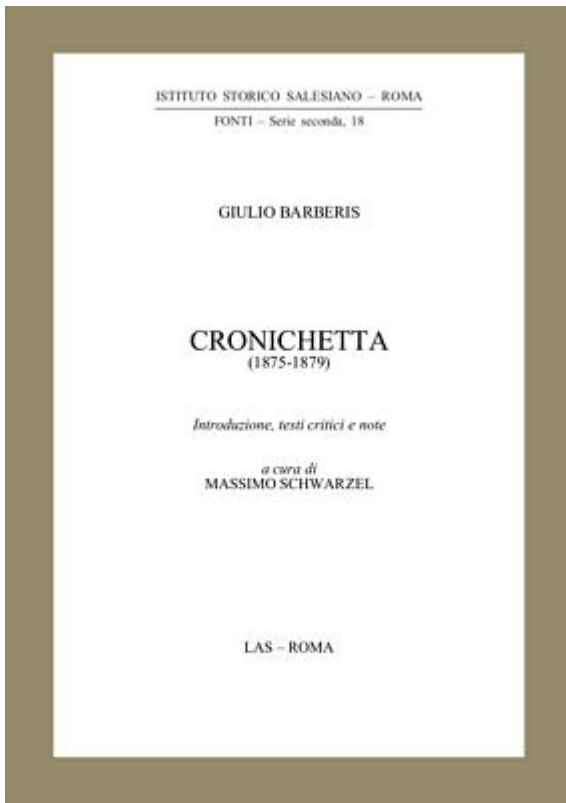 ISTITUTO STORICO SALESIANO – ROMA
FONTI – Serie seconda, 18
GIULIO BARBERIS
CRONICHETTA
(1875-1879)
Introduzione, testi critici e note
a cura di
MASSIMO SCHWARZEL
LAS – ROMA